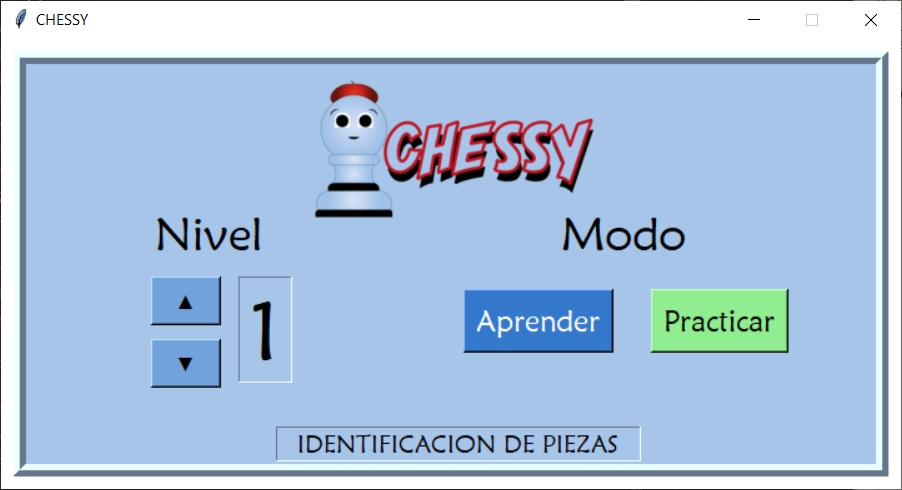 CHESSY
CHESSY
Nivel
Modo
▲
1
Aprender
Practicar
▼
IDENTIFICACION DE PIEZAS